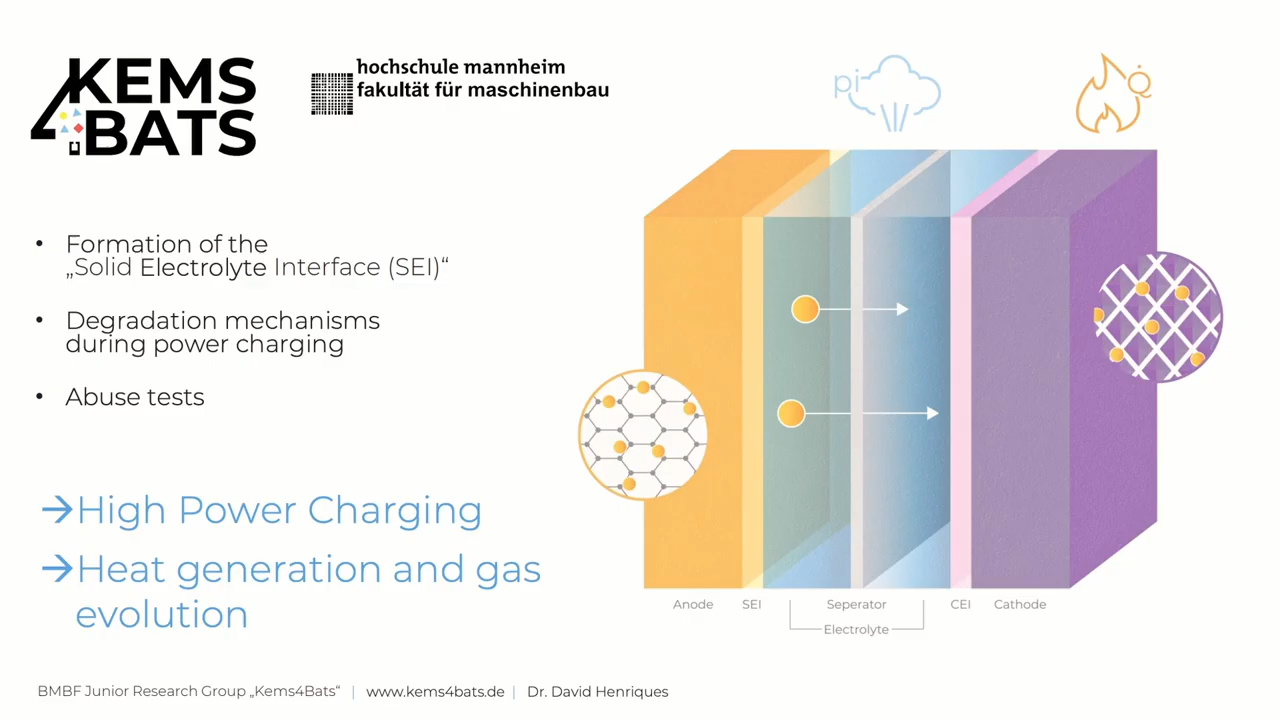 KEMS
4BATS
hochschule mannheim
fakultät für maschinenbau
pi
Q̇
• Formation of the
„Solid Electrolyte Interface (SEI)“
• Degradation mechanisms
during power charging
• Abuse tests
→High Power Charging
→Heat generation and gas
evolution
Anode SEI Seperator CEI Cathode
Electrolyte
BMBF Junior Research Group „Kems4Bats“ | www.kems4bats.de | Dr. David Henriques